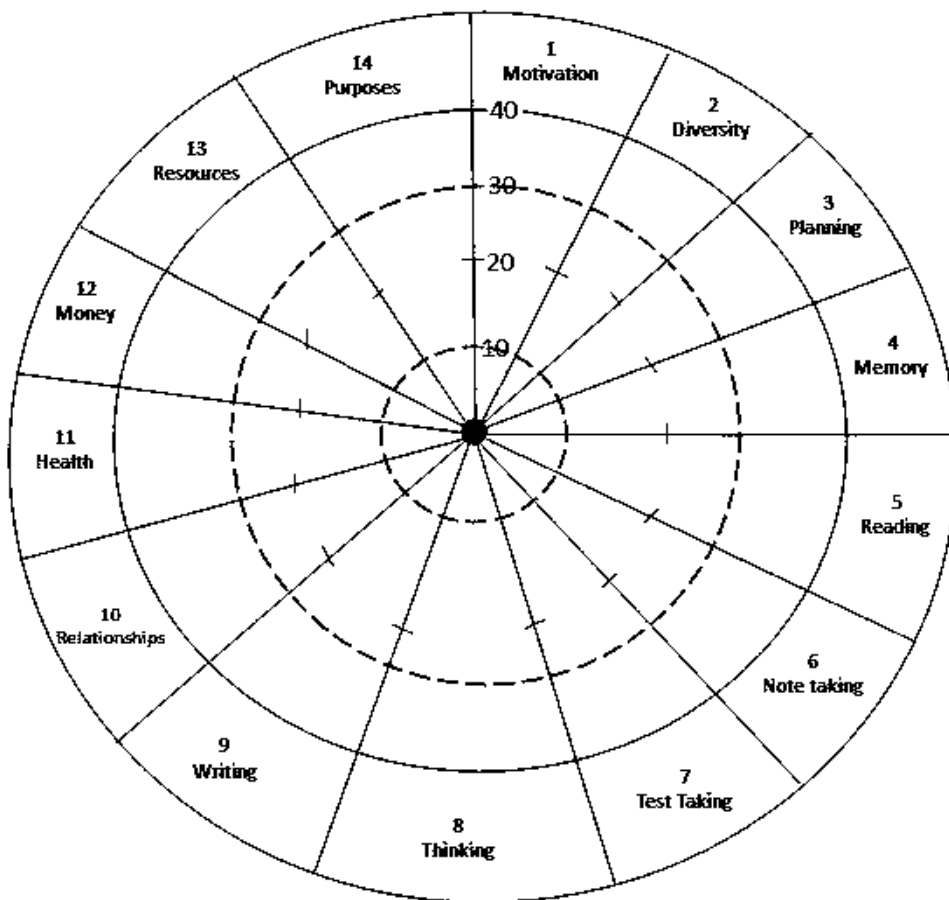 1
Motivation
2
Diversity
3
Planning
4
Memory
5
Reading
6
Note taking
7
Test Taking
8
Thinking
9
Writing
10
Relationships
11
Health
12
Money
13
Resources
14
Purposes
40
30
20
10